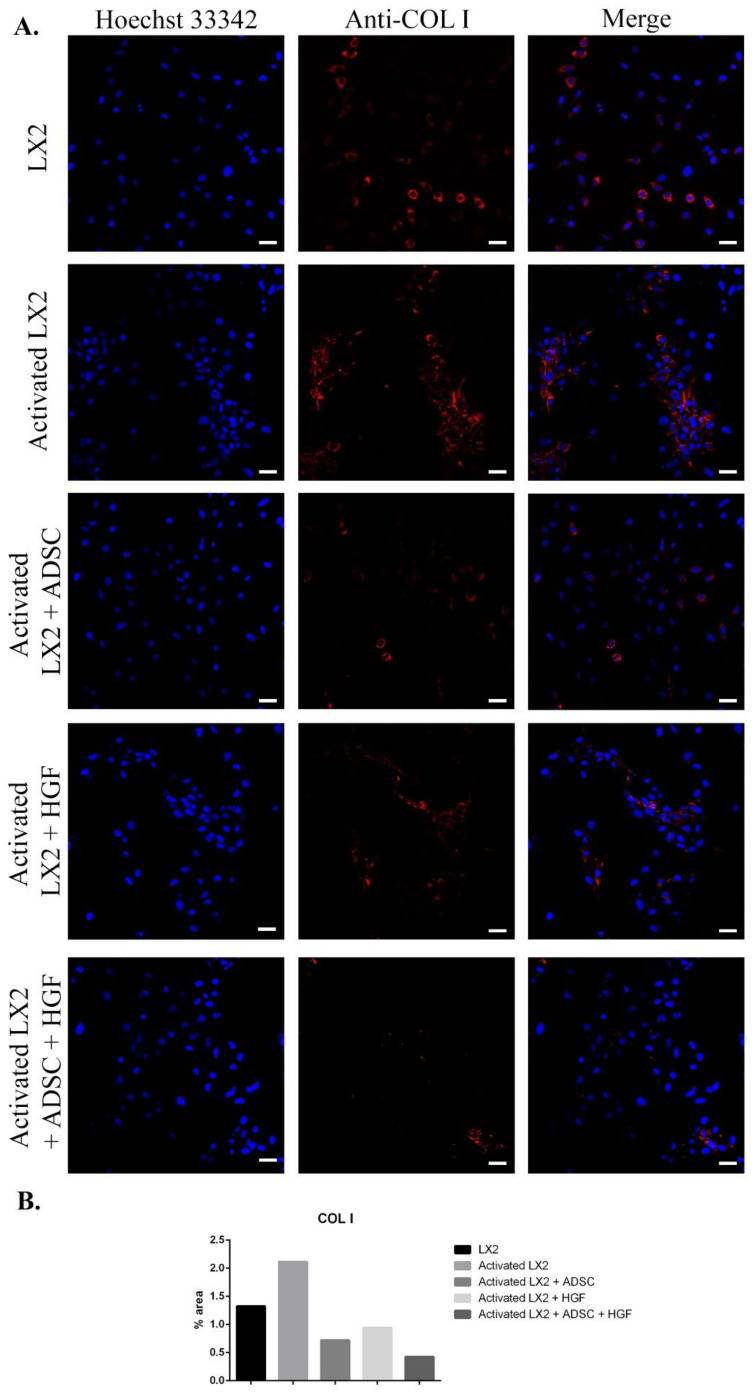 A.
Hoechst 33342
Anti-COL I
Merge
LX2
Activated LX2
Activated
LX2 + ADSC
Activated
LX2 + HGF
Activated LX2
+ ADSC + HGF
B.
COL I
% area
2.5
2.0
1.5
1.0
0.5
0.0
LX2
Activated LX2
Activated LX2 + ADSC
Activated LX2 + HGF
Activated LX2 + ADSC + HGF